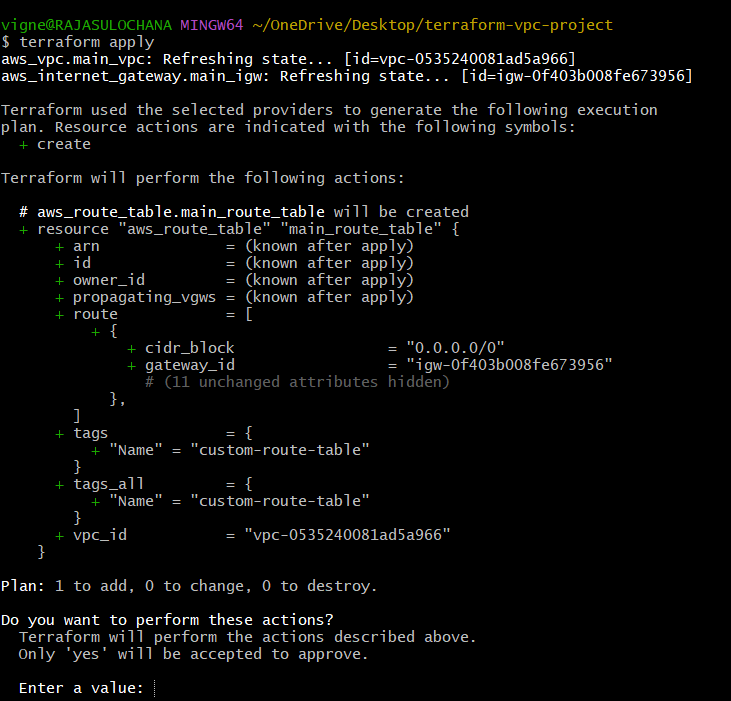 vigne@RAJASULOCHANA MINGW64 ~/OneDrive/Desktop/terraform-vpc-project
$ terraform apply
aws_vpc.main_vpc: Refreshing state... [id=vpc-0535240081ad5a966]
aws_internet_gateway.main_igw: Refreshing state... [id=igw-0f403b008fe673956]

Terraform used the selected providers to generate the following execution
plan. Resource actions are indicated with the following symbols:
  + create

Terraform will perform the following actions:

  # aws_route_table.main_route_table will be created
  + resource "aws_route_table" "main_route_table" {
      + arn              = (known after apply)
      + id               = (known after apply)
      + owner_id         = (known after apply)
      + propagating_vgws = (known after apply)
      + route            = [
          + {
              + cidr_block                 = "0.0.0.0/0"
              + gateway_id                 = "igw-0f403b008fe673956"
                # (11 unchanged attributes hidden)
            },
        ]
      + tags             = {
          + "Name" = "custom-route-table"
        }
      + tags_all         = {
          + "Name" = "custom-route-table"
        }
      + vpc_id           = "vpc-0535240081ad5a966"
    }

Plan: 1 to add, 0 to change, 0 to destroy.

Do you want to perform these actions?
  Terraform will perform the actions described above.
  Only 'yes' will be accepted to approve.

  Enter a value: